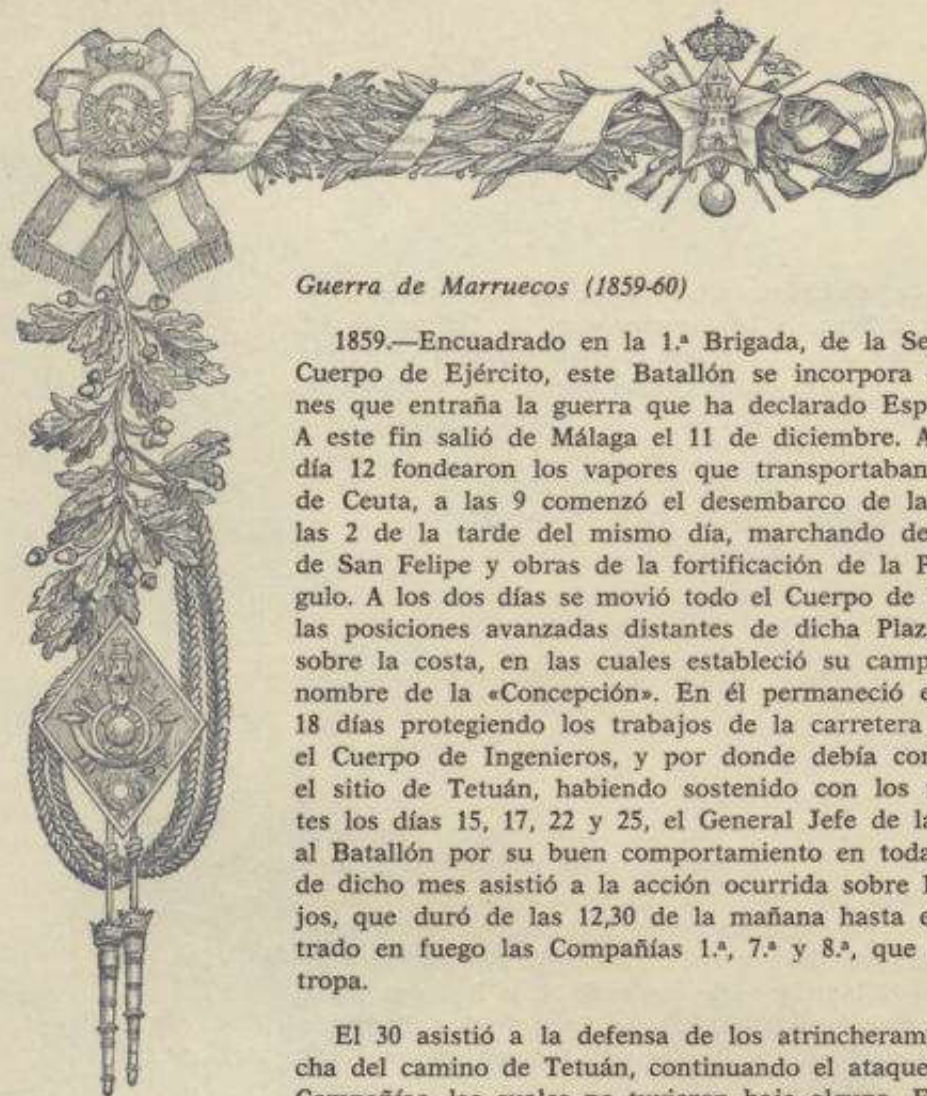 Guerra de Marruecos (1859-60)
1859.—Encuadrado en la 1.ª Brigada, de la Se
Cuerpo de Ejército, este Batallón se incorpora
nes que entraña la guerra que ha declarado Esp
A este fin salió de Málaga el 11 de diciembre. A
día 12 fondearon los vapores que transportaban
de Ceuta, a las 9 comenzó el desembarco de la
las 2 de la tarde del mismo día, marchando de
de San Felipe y obras de la fortificación de la P
gulo. A los dos días se movió todo el Cuerpo de
las posiciones avanzadas distantes de dicha Plaz
sobre la costa, en las cuales estableció su camp
nombre de la «Concepción». En él permaneció e
18 días protegiendo los trabajos de la carretera
el Cuerpo de Ingenieros, y por donde debía con
el sitio de Tetuán, habiendo sostenido con los
tes los días 15, 17, 22 y 25, el General Jefe de la
al Batallón por su buen comportamiento en toda
de dicho mes asistió a la acción ocurrida sobre
jos, que duró de las 12,30 de la mañana hasta e
trado en fuego las Compañías 1.ª, 7.ª y 8.ª, que
tropa.
El 30 asistió a la defensa de los atrincheram
cha del camino de Tetuán, continuando el ataque
Compañías, las cuales no tuvieron baja alguna.